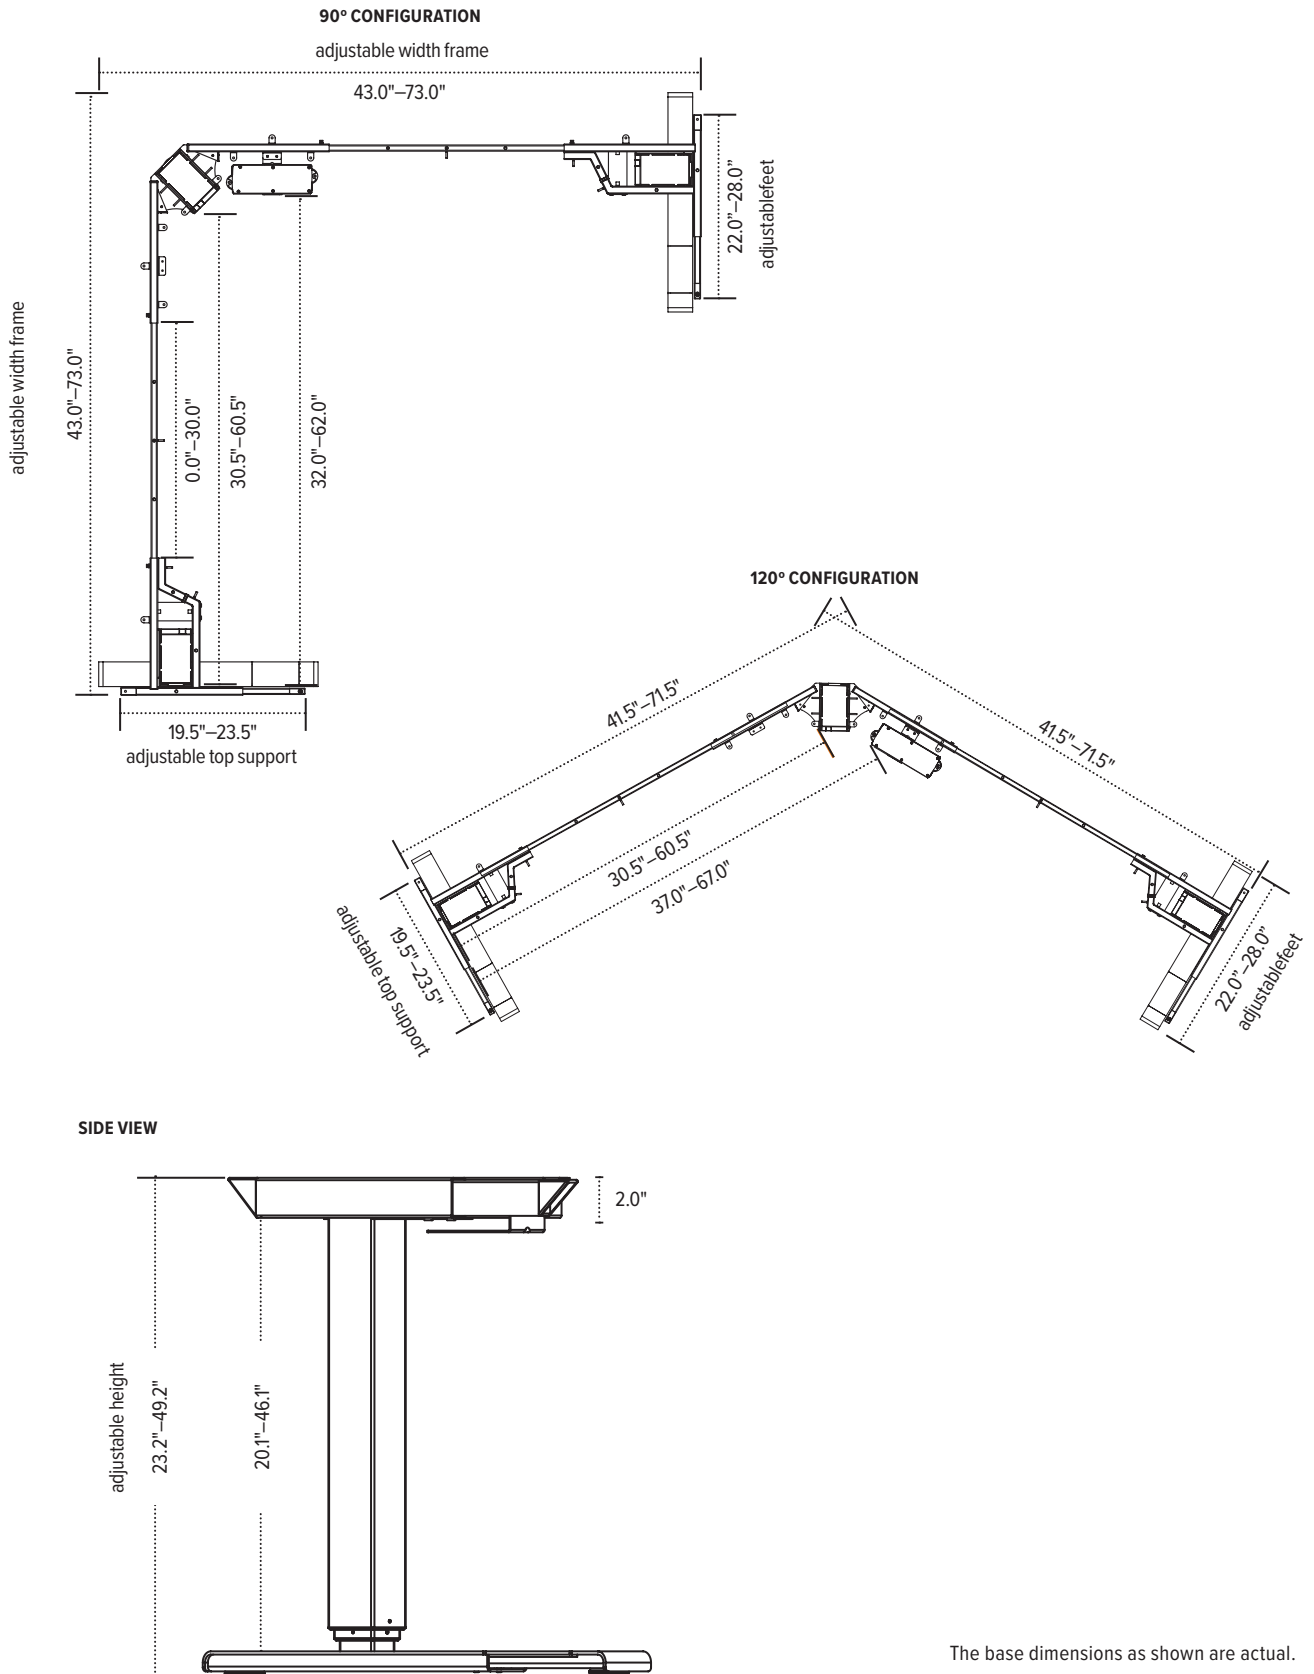 90º CONFIGURATION
adjustable width frame
43.0"–73.0"
22.0”–28.0”
adjustablefeet
adjustable width frame
43.0"–73.0"
0.0"–30.0"
30.5"–60.5"
32.0"–62.0"
19.5"–23.5"
adjustable top support
120º CONFIGURATION
41.5"–71.5"
41.5"–71.5"
30.5"–60.5"
37.0"–67.0"
19.5"–23.5"
adjustable top support
22.0"–28.0"
adjustablefeet
SIDE VIEW
2.0"
adjustable height
23.2"–49.2"
20.1"–46.1"
The base dimensions as shown are actual.